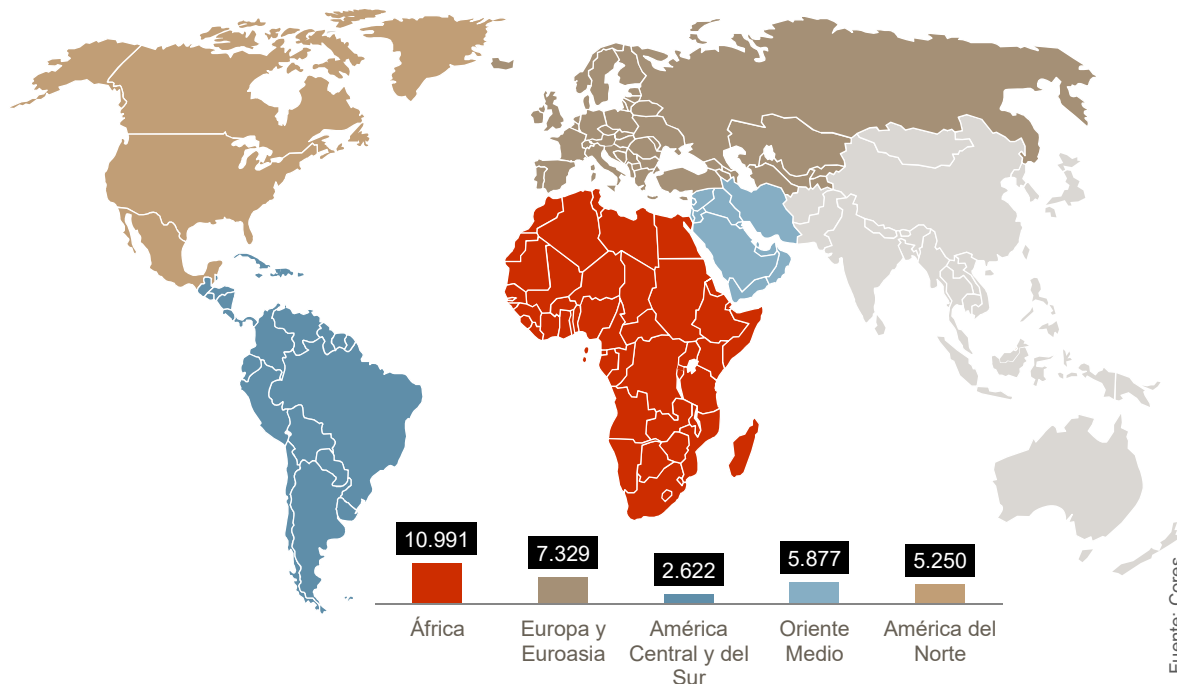 10.991
7.329
2.622
5.877
5.250
África
Europa y
Euroasia
América
Central y del
Sur
Oriente
Medio
América del
Norte
Fuente: Cores